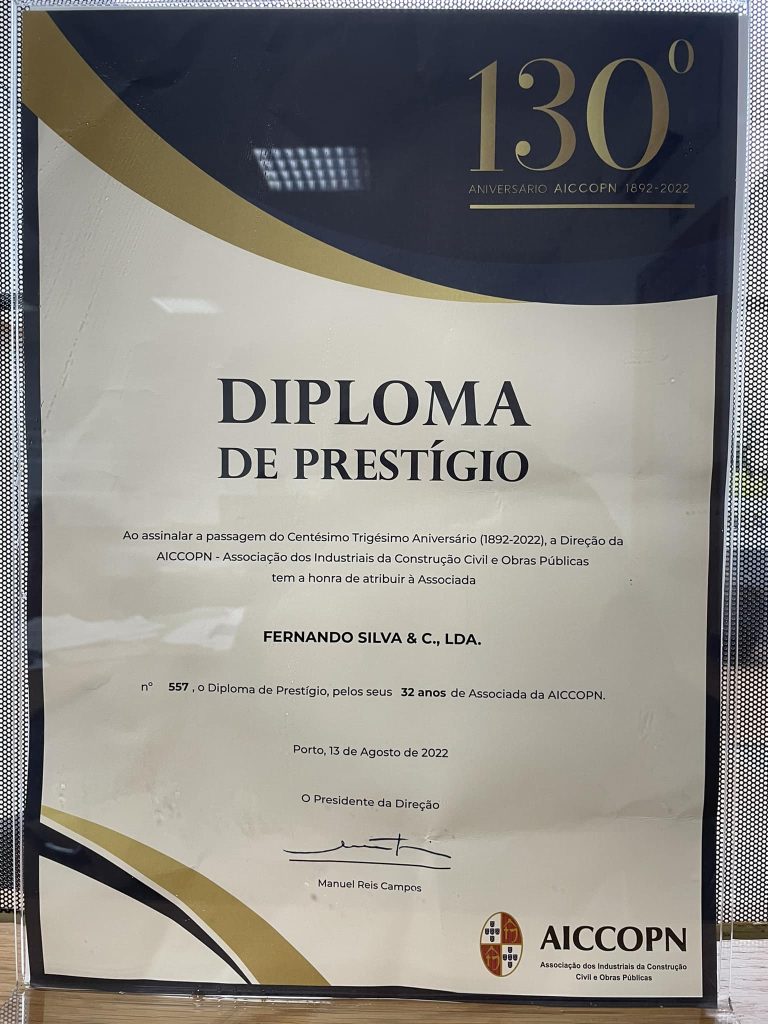 130º
ANIVERSÁRIO AICCOPN 1892-2022
DIPLOMA
DE PRESTÍGIO
Ao assinalar a passagem do Centésimo Trigésimo Aniversário (1892-2022), a Direção da
AICCOPN - Associação dos Industriais da Construção Civil e Obras Públicas
tem a honra de atribuir à Associada
FERNANDO SILVA & C., LDA.
nº 557 , o Diploma de Prestígio, pelos seus 32 anos de Associada da AICCOPN.
Porto, 13 de Agosto de 2022
O Presidente da Direção
Manuel Reis Campos
AICCOPN
Associação dos Industriais da Construção
Civil e Obras Públicas